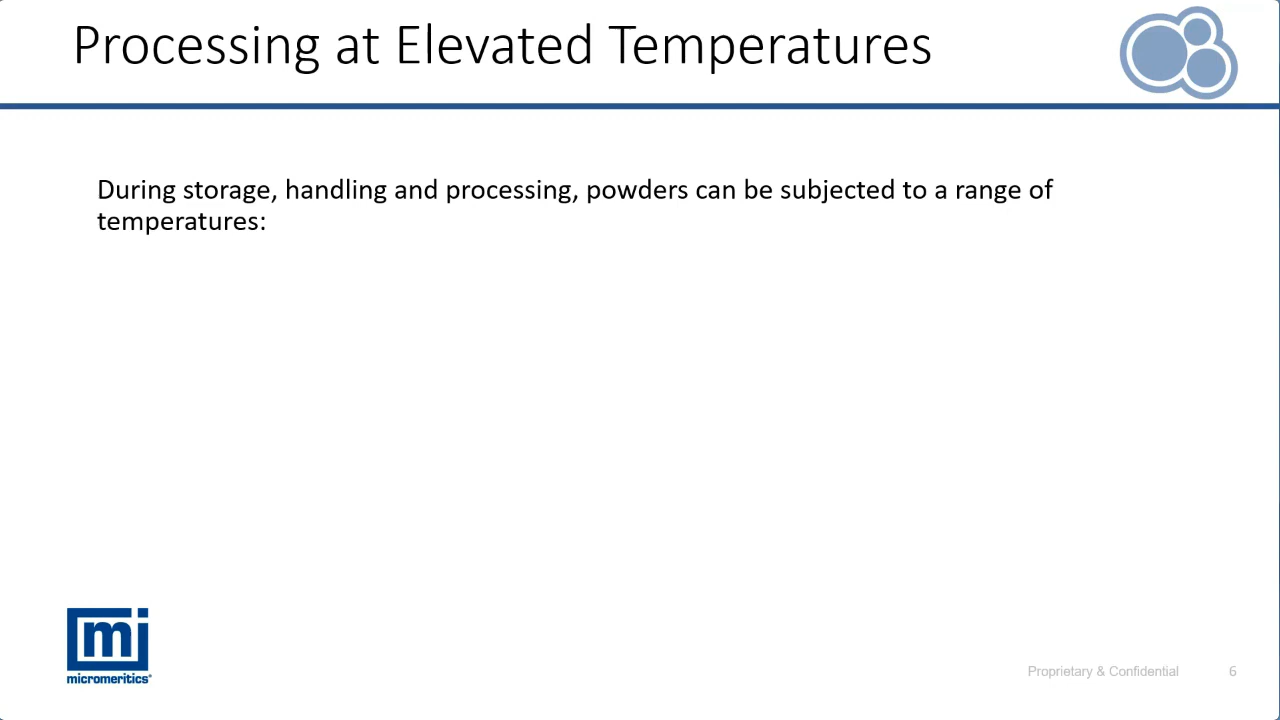 Processing at Elevated Temperatures
During storage, handling and processing, powders can be subjected to a range of
temperatures:
mi
micromeritics®
Proprietary & Confidential 6